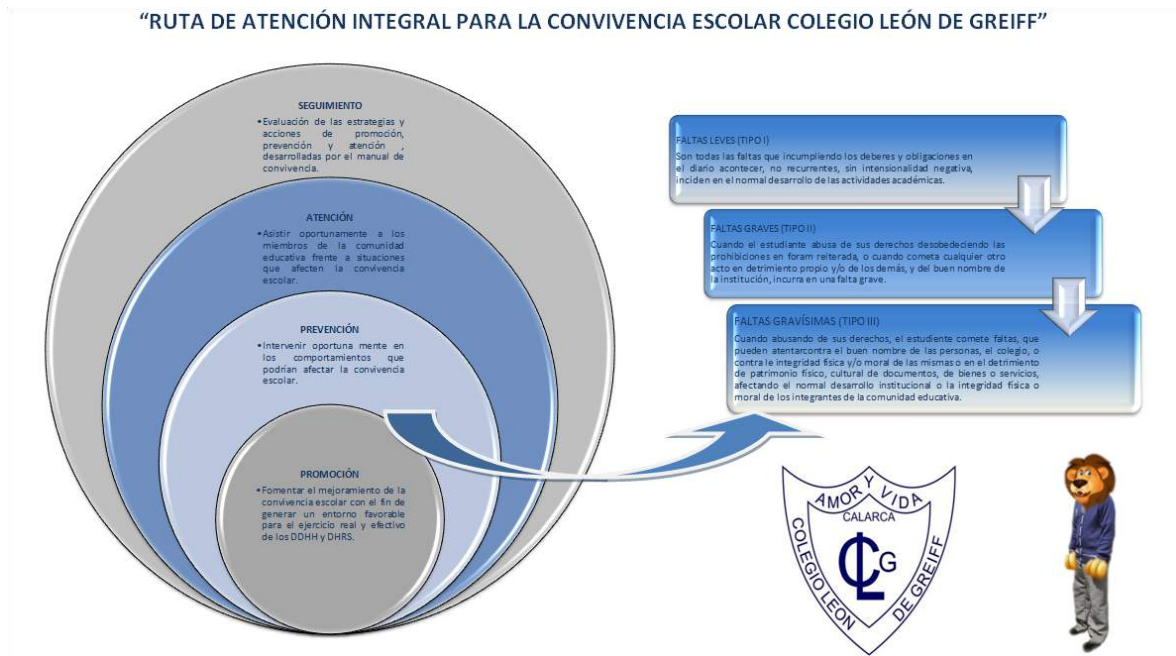 “RUTA DE ATENCIÓN INTEGRAL PARA LA CONVIVENCIA ESCOLAR COLEGIO LEÓN DE GREIFF”
SEGUIMIENTO
•Evaluación de las estrategias y
acciones de promoción,
prevención y atención ,
desarrolladas por el manual de
convivencia.
ATENCIÓN
•Asistir oportunamente a los
miembros de la comunidad
educativa frente a situaciones
que afecten la convivencia
escolar.
PREVENCIÓN
•Intervenir oportuna mente en
los comportamientos que
podrían afectar la convivencia
escolar.
PROMOCIÓN
•Fomentar el mejoramiento de la
convivencia escolar con el fin de
generar un entorno favorable
para el ejercicio real y efectivo
de los DDHH y DHRS.
FALTAS LEVES (TIPO I)
Son todas las faltas que incumpliendo los deberes y obligaciones en
el diario acontecer, no recurrentes, sin intensionalidad negativa,
inciden en el normal desarrollo de las actividades académicas.
FALTAS GRAVES (TIPO II)
Cuando el estudiante abusa de sus derechos desobedeciendo las
prohibiciones en foram reiterada, o cuando cometa cualquier otro
acto en detrimento propio y/o de los demás, y del buen nombre de
la institución, incurra en una falta grave.
FALTAS GRAVÍSIMAS (TIPO III)
Cuando abusando de sus derechos, el estudiante comete faltas, que
pueden atentarcontra el buen nombre de las personas, el colegio, o
contra le integridad física y/o moral de las mismas o en el detrimento
de patrimonio físico, cultural de documentos, de bienes o servicios,
afectando el normal desarrollo institucional o la integridad física o
moral de los integrantes de la comunidad educativa.
AMOR Y VIDA
CALARCA
CLG
COLEGIO LEON
DE GREIFF